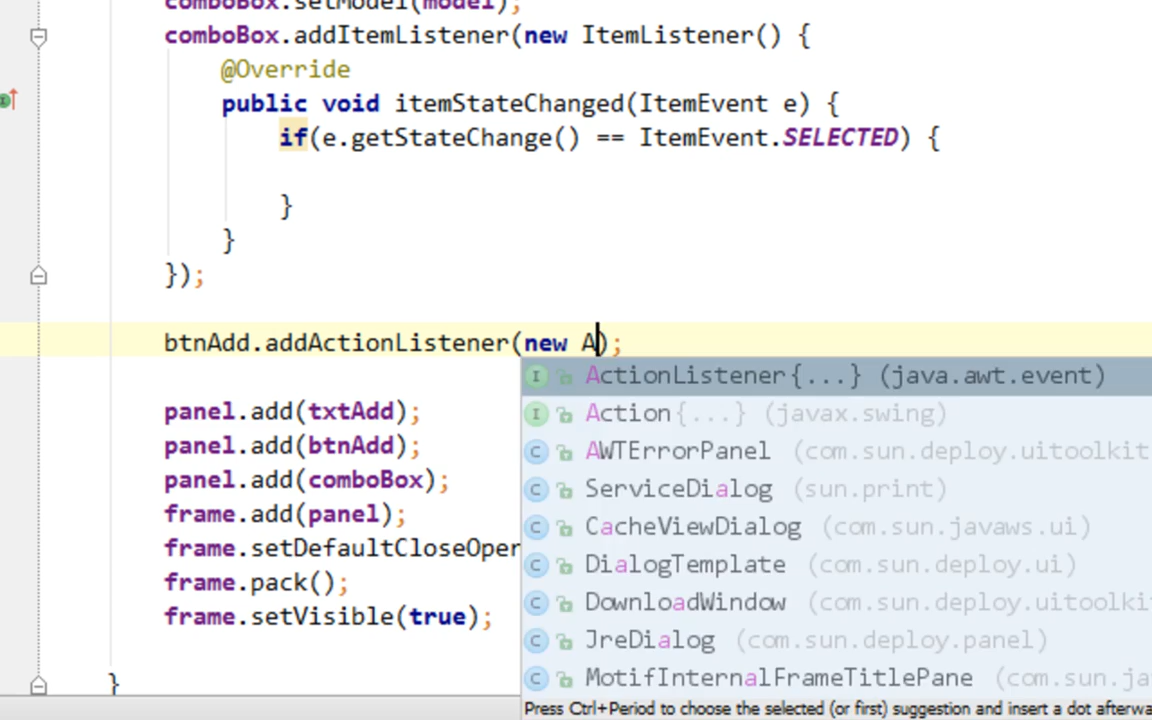 comboBox.setModel(model);
comboBox.addItemListener(new ItemListener() {
@Override
public void itemStateChanged(ItemEvent e) {
if(e.getStateChange() == ItemEvent.SELECTED) {
}
}
});
btnAdd.addActionListener(new A);
ActionListener{...} (java.awt.event)
Action{...} (javax.swing)
AWTErrorPanel (com.sun.deploy.uitoolkit
ServiceDialog (sun.print)
CacheViewDialog (com.sun.javaws.ui)
DialogTemplate (com.sun.deploy.ui)
DownloadWindow (com.sun.deploy.uitoolki
JreDialog (com.sun.deploy.panel)
MotifInternalFrameTitlePane (com.sun.ja
Press Ctrl+Period to choose the selected (or first) suggestion and insert a dot afterwa
panel.add(txtAdd);
panel.add(btnAdd);
panel.add(comboBox);
frame.add(panel);
frame.setDefaultCloseOper
frame.pack();
frame.setVisible(true);
}